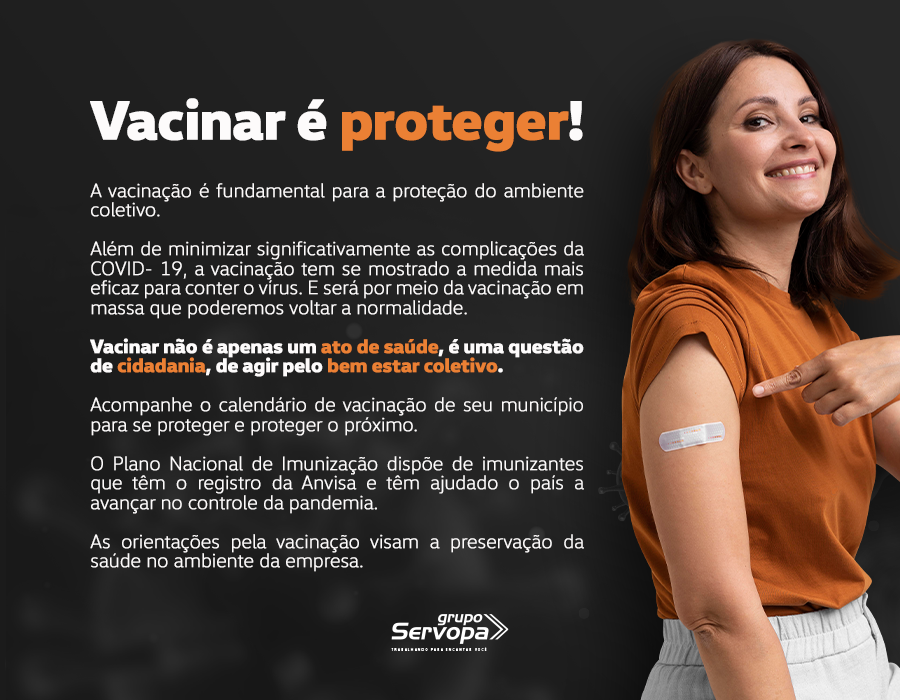 Vacinar é proteger!
A vacinação é fundamental para a proteção do ambiente
coletivo.
Além de minimizar significativamente as complicações da
COVID- 19, a vacinação tem se mostrado a medida mais
eficaz para conter o vírus. E será por meio da vacinação em
massa que poderemos voltar a normalidade.
Vacinar não é apenas um ato de saúde, é uma questão
de cidadania, de agir pelo bem estar coletivo.
Acompanhe o calendário de vacinação de seu município
para se proteger e proteger o próximo.
O Plano Nacional de Imunização dispõe de imunizantes
que têm o registro da Anvisa e têm ajudado o país a
avançar no controle da pandemia.
As orientações pela vacinação visam a preservação da
saúde no ambiente da empresa.
grupo
Servopa
TRABALHANDO PARA ENCANTAR VOCÊ